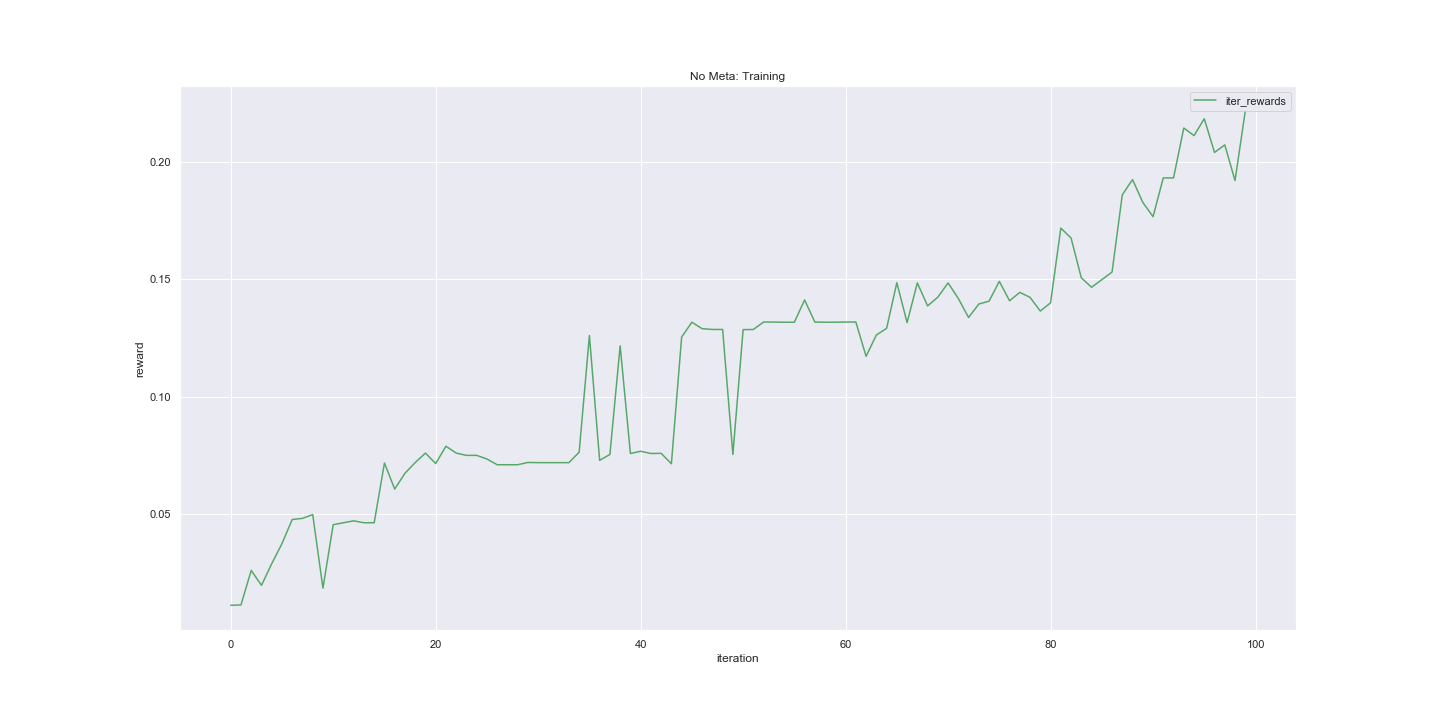 No Meta: Training
iter_rewards
reward
0.20
0.15
0.10
0.05
0 20 40 60 80 100
iteration